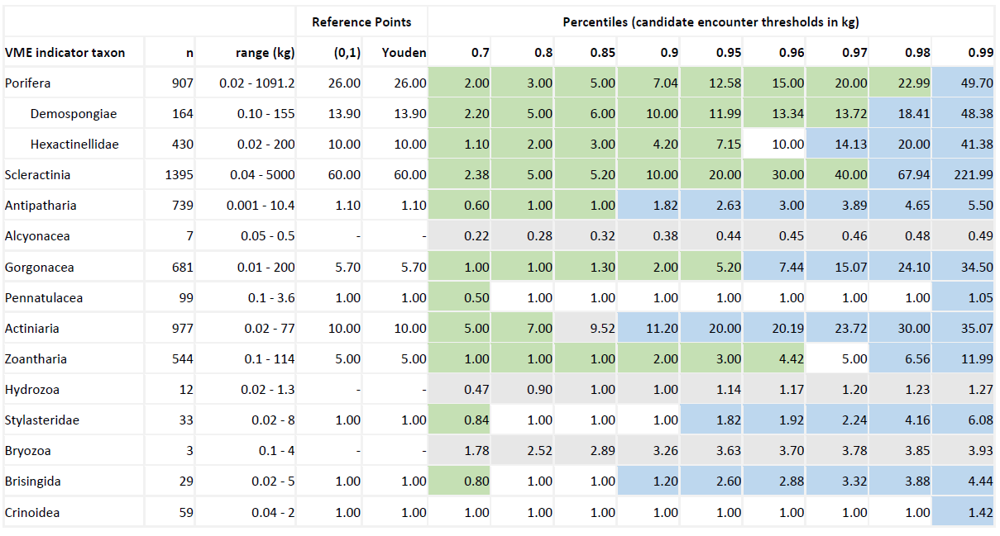 Reference Points Percentiles (candidate encounter thresholds in kg)
VME indicator taxon n range (kg) (0,1) Youden 0.7 0.8 0.85 0.9 0.95 0.96 0.97 0.98 0.99
Porifera 907 0.02 - 1091.2 26.00 26.00 2.00 3.00 5.00 7.04 12.58 15.00 20.00 22.99 49.70
Demospongiae 164 0.10 - 155 13.90 13.90 2.20 5.00 6.00 10.00 11.99 13.34 13.72 18.41 48.38
Hexactinellidae 430 0.02 - 200 10.00 10.00 1.10 2.00 3.00 4.20 7.15 10.00 14.13 20.00 41.38
Scleractinia 1395 0.04 - 5000 60.00 60.00 2.38 5.00 5.20 10.00 20.00 30.00 40.00 67.94 221.99
Antipatharia 739 0.001 - 10.4 1.10 1.10 0.60 1.00 1.00 1.82 2.63 3.00 3.89 4.65 5.50
Alcyonacea 7 0.05 - 0.5 - - 0.22 0.28 0.32 0.38 0.44 0.45 0.46 0.48 0.49
Gorgonacea 681 0.01 - 200 5.70 5.70 1.00 1.00 1.30 2.00 5.20 7.44 15.07 24.10 34.50
Pennatulacea 99 0.1 - 3.6 1.00 1.00 0.50 1.00 1.00 1.00 1.00 1.00 1.00 1.00 1.05
Actiniaria 977 0.02 - 77 10.00 10.00 5.00 7.00 9.52 11.20 20.00 20.19 23.72 30.00 35.07
Zoantharia 544 0.1 - 114 5.00 5.00 1.00 1.00 1.00 2.00 3.00 4.42 5.00 6.56 11.99
Hydrozoa 12 0.02 - 1.3 - - 0.47 0.90 1.00 1.00 1.14 1.17 1.20 1.23 1.27
Stylasteridae 33 0.02 - 8 1.00 1.00 0.84 1.00 1.00 1.00 1.82 1.92 2.24 4.16 6.08
Bryozoa 3 0.1 - 4 - - 1.78 2.52 2.89 3.26 3.63 3.70 3.78 3.85 3.93
Brisingida 29 0.02 - 5 1.00 1.00 0.80 1.00 1.00 1.20 2.60 2.88 3.32 3.88 4.44
Crinoidea 59 0.04 - 2 1.00 1.00 1.00 1.00 1.00 1.00 1.00 1.00 1.00 1.00 1.42